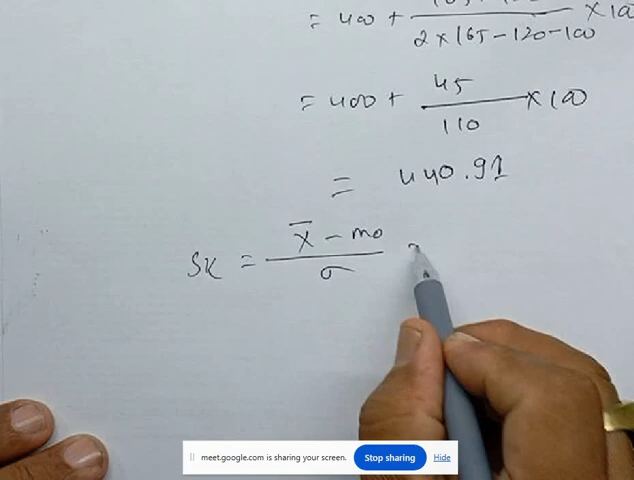 = 400 + ×100
2×165-120-100
= 400 + 45/110 ×100
= 440.91
SK = x̄ - mo / σ
|| meet.google.com is sharing your screen. Stop sharing Hide